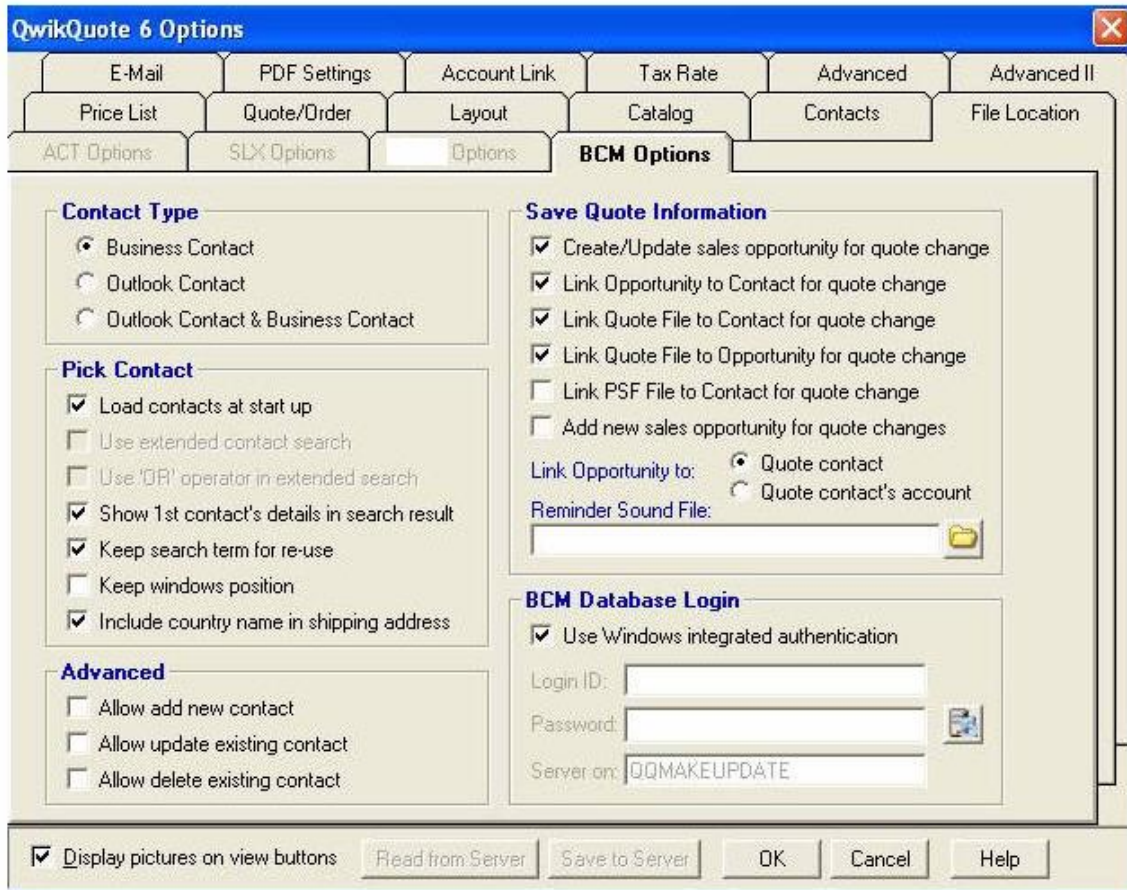 QwikQuote 6 Options
E-Mail PDF Settings Account Link Tax Rate Advanced Advanced II
Price List Quote/Order Layout Catalog Contacts File Location
ACT Options SLX Options Options BCM Options
Contact Type
Business Contact
Outlook Contact
Outlook Contact & Business Contact
Pick Contact
Load contacts at start up
Use extended contact search
Use 'OR' operator in extended search
Show 1st contact's details in search result
Keep search term for re-use
Keep windows position
Include country name in shipping address
Advanced
Allow add new contact
Allow update existing contact
Allow delete existing contact
Save Quote Information
Create/Update sales opportunity for quote change
Link Opportunity to Contact for quote change
Link Quote File to Contact for quote change
Link Quote File to Opportunity for quote change
Link PSF File to Contact for quote change
Add new sales opportunity for quote changes
Link Opportunity to:
Quote contact
Quote contact's account
Reminder Sound File:
BCM Database Login
Use Windows integrated authentication
Login ID:
Password:
Server on: QQMAKEUPDATE
Display pictures on view buttons Read from Server Save to Server OK Cancel Help